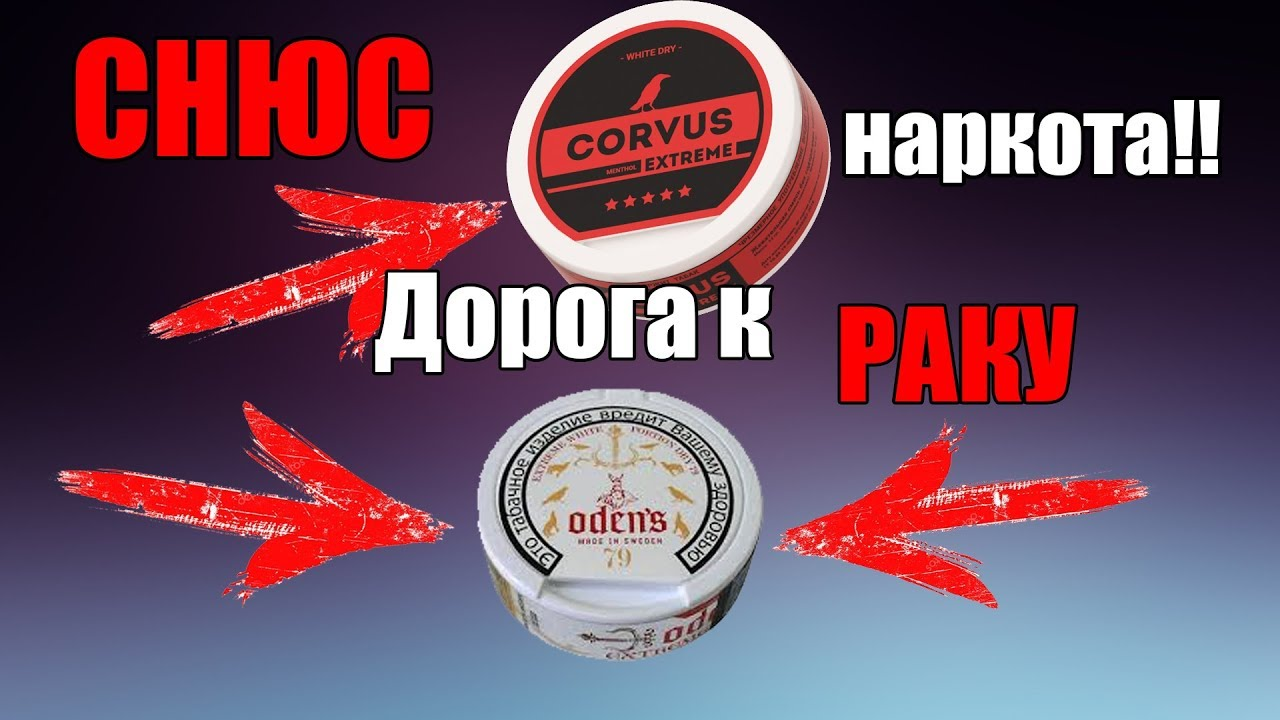 СНЮС
- WHITE DRY -
CORVUS
MENTHOL EXTREME
наркота!!
Дорога к
РАКУ
Это табачное изделие вредит Вашему здоровью
EXTREME WHITE PORTION DRY79
oden's
MADE IN SWEDEN
79